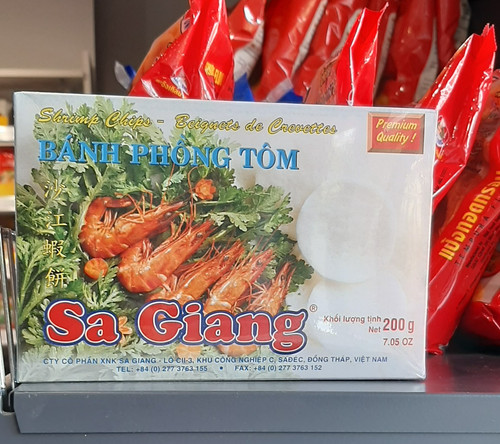 Shrimp Chips - Beignets de Crevettes
Premium
Quality !
BÁNH PHỒNG TÔM
沙江蝦餅
Sa Giang®
Khối lượng tịnh
Net 200 g
7.05 OZ
CTY CỔ PHẦN XNK SA GIANG - LÔ CII-3, KHU CÔNG NGHIỆP C, SAĐÉC, ĐỒNG THÁP, VIỆT NAM
TEL: +84 (0) 277 3763 155 • FAX: +84 (0) 277 3763 152